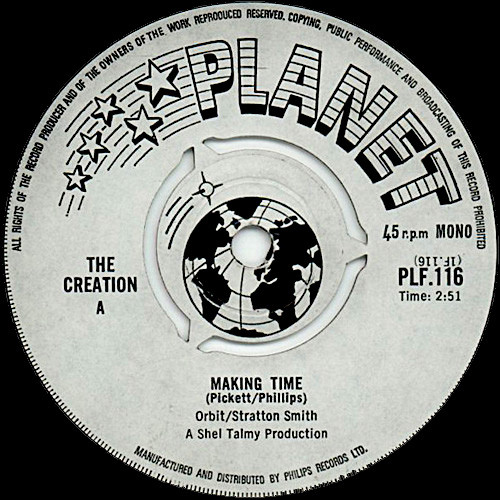 ALL RIGHTS OF THE RECORD PRODUCER AND OF THE OWNERS OF THE WORK REPRODUCED RESERVED. COPYING, PUBLIC PERFORMANCE AND BROADCASTING OF THIS RECORD PROHIBITED
PLANET
45 r.p.m MONO
(1F.116)
PLF.116
Time: 2:51
THE
CREATION
A
MAKING TIME
(Pickett/Phillips)
Orbit/Stratton Smith
A Shel Talmy Production
MANUFACTURED AND DISTRIBUTED BY PHILIPS RECORDS LTD.